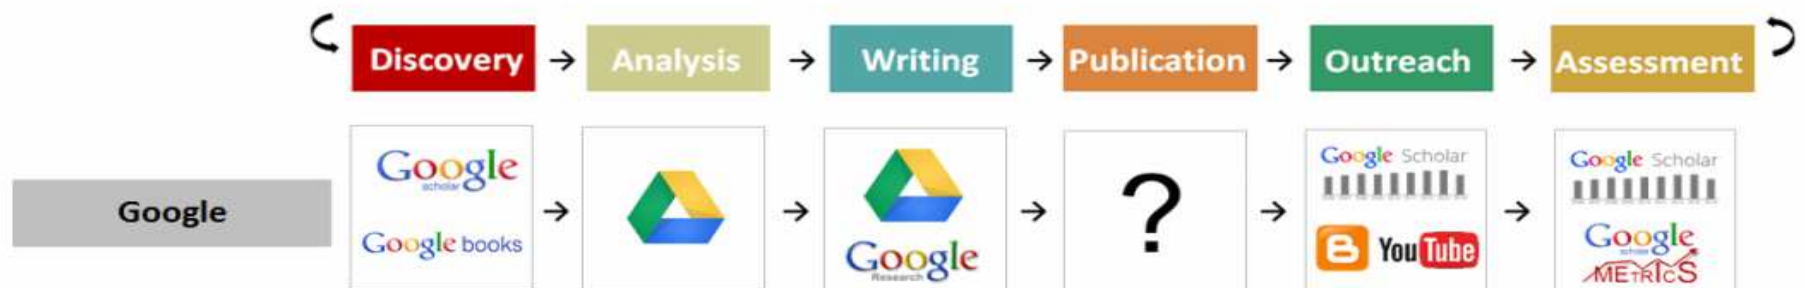 Discovery → Analysis → Writing → Publication → Outreach → Assessment
Google
Google
scholar
Google books
Google
Research
?
Google Scholar
B YouTube
Google Scholar
Google
scholar
METRICS